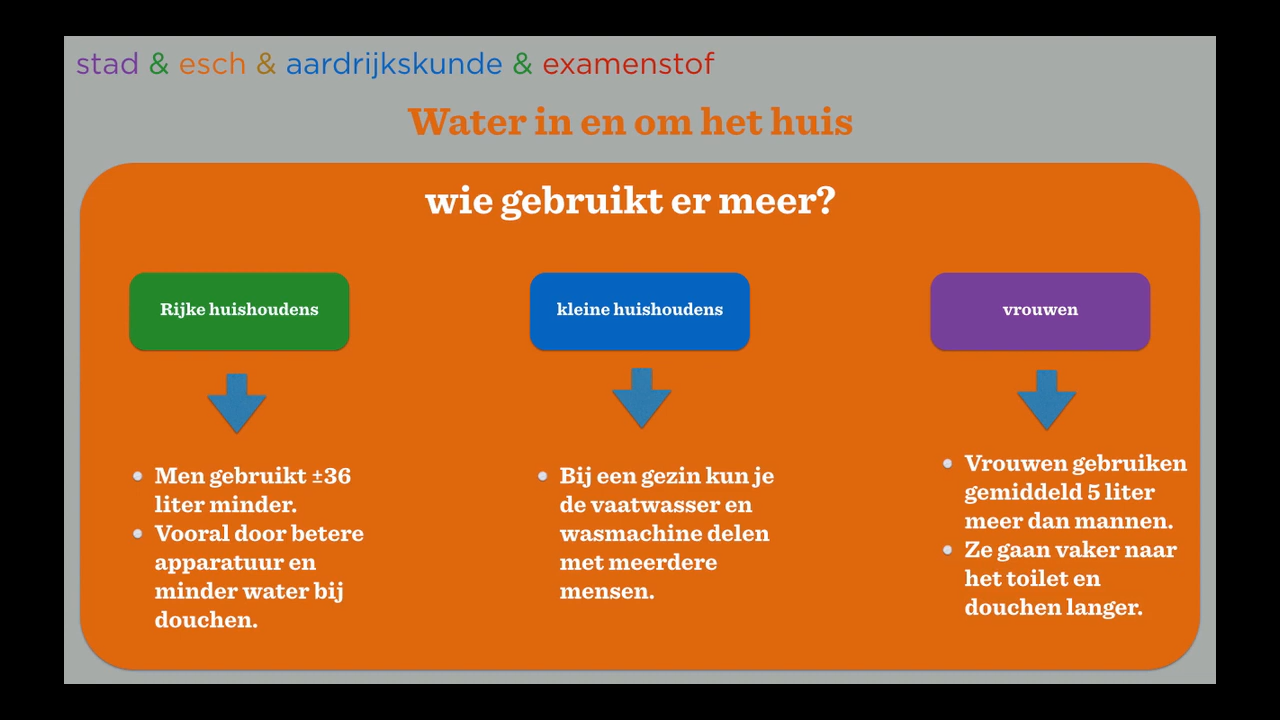 stad & esch & aardrijkskunde & examenstof
Water in en om het huis
wie gebruikt er meer?
Rijke huishoudens
Men gebruikt ±36
liter minder.
Vooral door betere
apparatuur en
minder water bij
douchen.
kleine huishoudens
Bij een gezin kun je
de vaatwasser en
wasmachine delen
met meerdere
mensen.
vrouwen
Vrouwen gebruiken
gemiddeld 5 liter
meer dan mannen.
Ze gaan vaker naar
het toilet en
douchen langer.